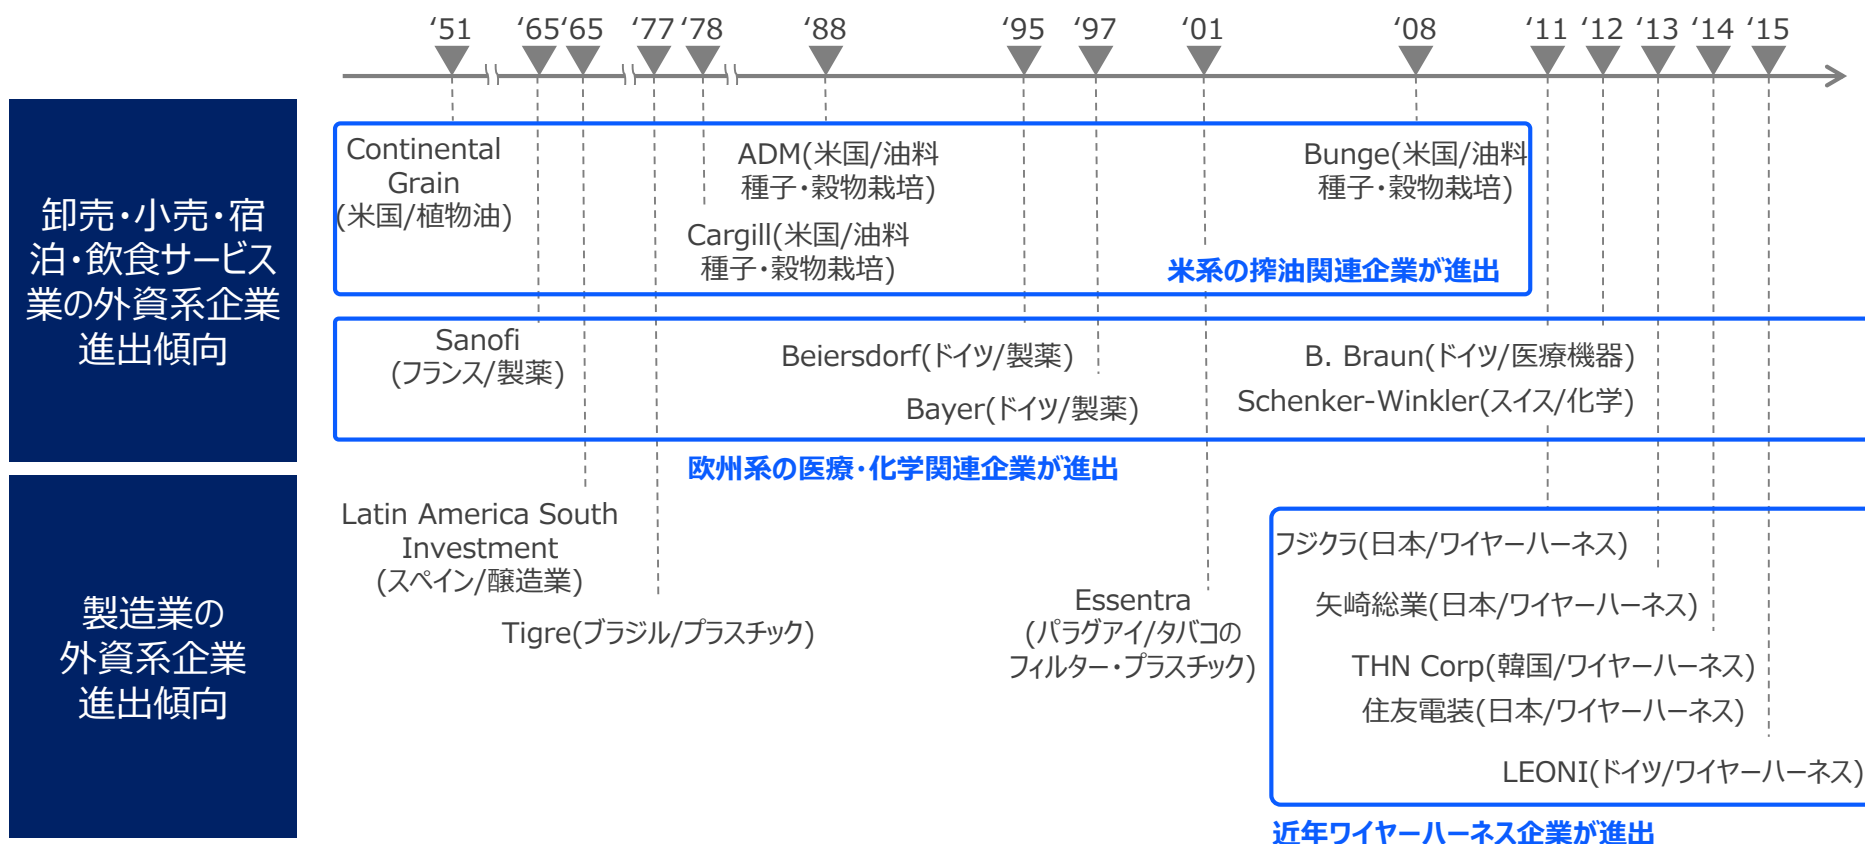 ‘51 ‘65 ‘65 ‘77 ‘78 ‘88 ‘95 ‘97 ‘01 ‘08 ‘11 ‘12 ‘13 ‘14 ‘15
卸売・小売・宿
泊・飲食サービス
業の外資系企業
進出傾向
Continental
Grain
(米国/植物油)
ADM(米国/油料
種子・穀物栽培)
Cargill(米国/油料
種子・穀物栽培)
Bunge(米国/油料
種子・穀物栽培)
米系の搾油関連企業が進出
Sanofi
(フランス/製薬)
Beiersdorf(ドイツ/製薬)
Bayer(ドイツ/製薬)
B. Braun(ドイツ/医療機器)
Schenker-Winkler(スイス/化学)
欧州系の医療・化学関連企業が進出
製造業の
外資系企業
進出傾向
Latin America South
Investment
(スペイン/醸造業)
Tigre(ブラジル/プラスチック)
Essentra
(パラグアイ/タバコの
フィルター・プラスチック)
フジクラ(日本/ワイヤーハーネス)
矢崎総業(日本/ワイヤーハーネス)
THN Corp(韓国/ワイヤーハーネス)
住友電装(日本/ワイヤーハーネス)
LEONI(ドイツ/ワイヤーハーネス)
近年ワイヤーハーネス企業が進出